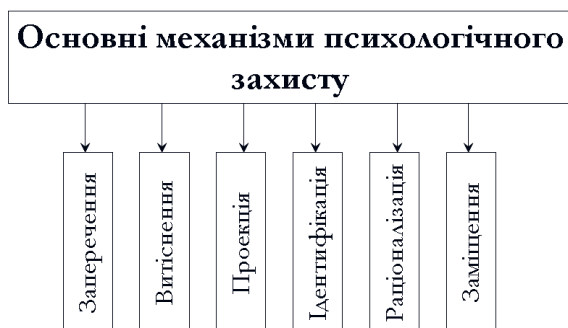 Основні механізми психологічного
захисту
Заперечення
Витіснення
Проекція
Ідентифікація
Раціоналізація
Заміщення